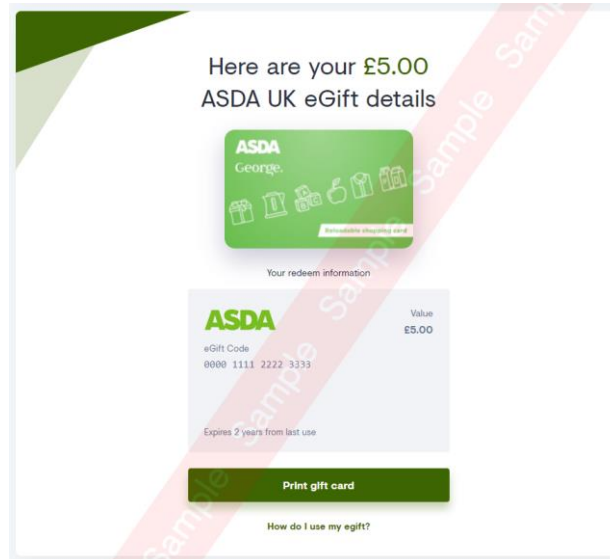 Here are your £5.00
ASDA UK eGift details
ASDA
George.
Reloadable shopping card
Your redeem information
ASDA
Value
£5.00
eGift Code
0000 1111 2222 3333
Expires 2 years from last use
Print gift card
How do I use my egift?
Sample Sample Sample Sample Sample Sample